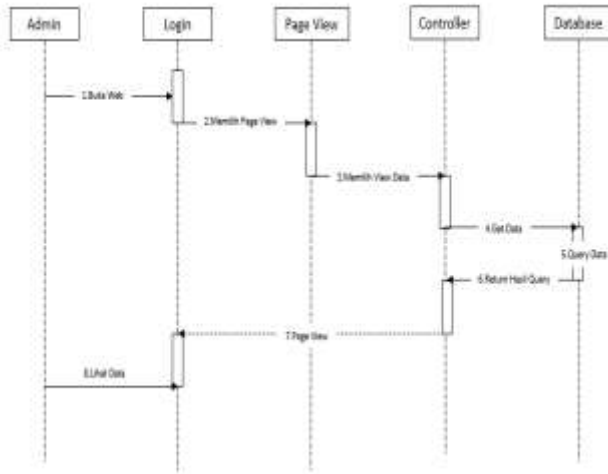 Admin
Login
Page View
Controller
Database
1.Buka Web
2.Memilih Page View
3.Memilih View Data
4.Get Data
5.Query Data
6.Return Hasil Query
7.Page View
8.Lihat Data